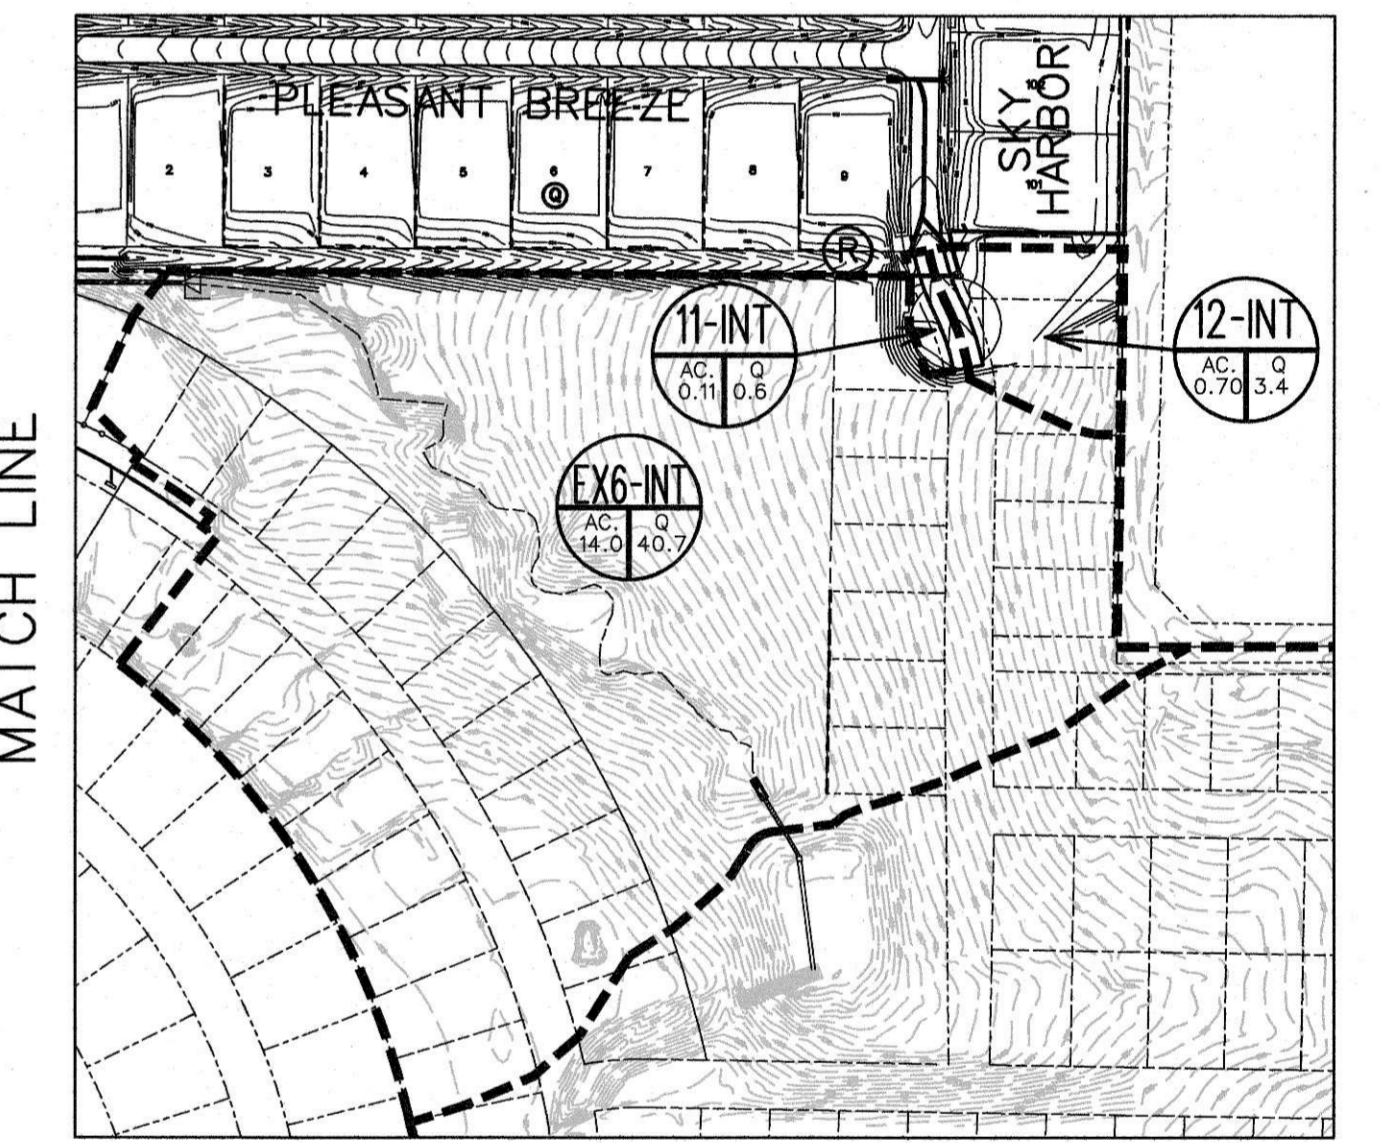 PLEASANT BREEZE
SKY
HARBOR
101
2
3
4
5
6
7
8
9
Q
R
11-INT
AC. Q
0.11 0.6
12-INT
AC. Q
0.70 3.4
EX6-INT
AC. Q
14.0 40.7
MATCH LINE